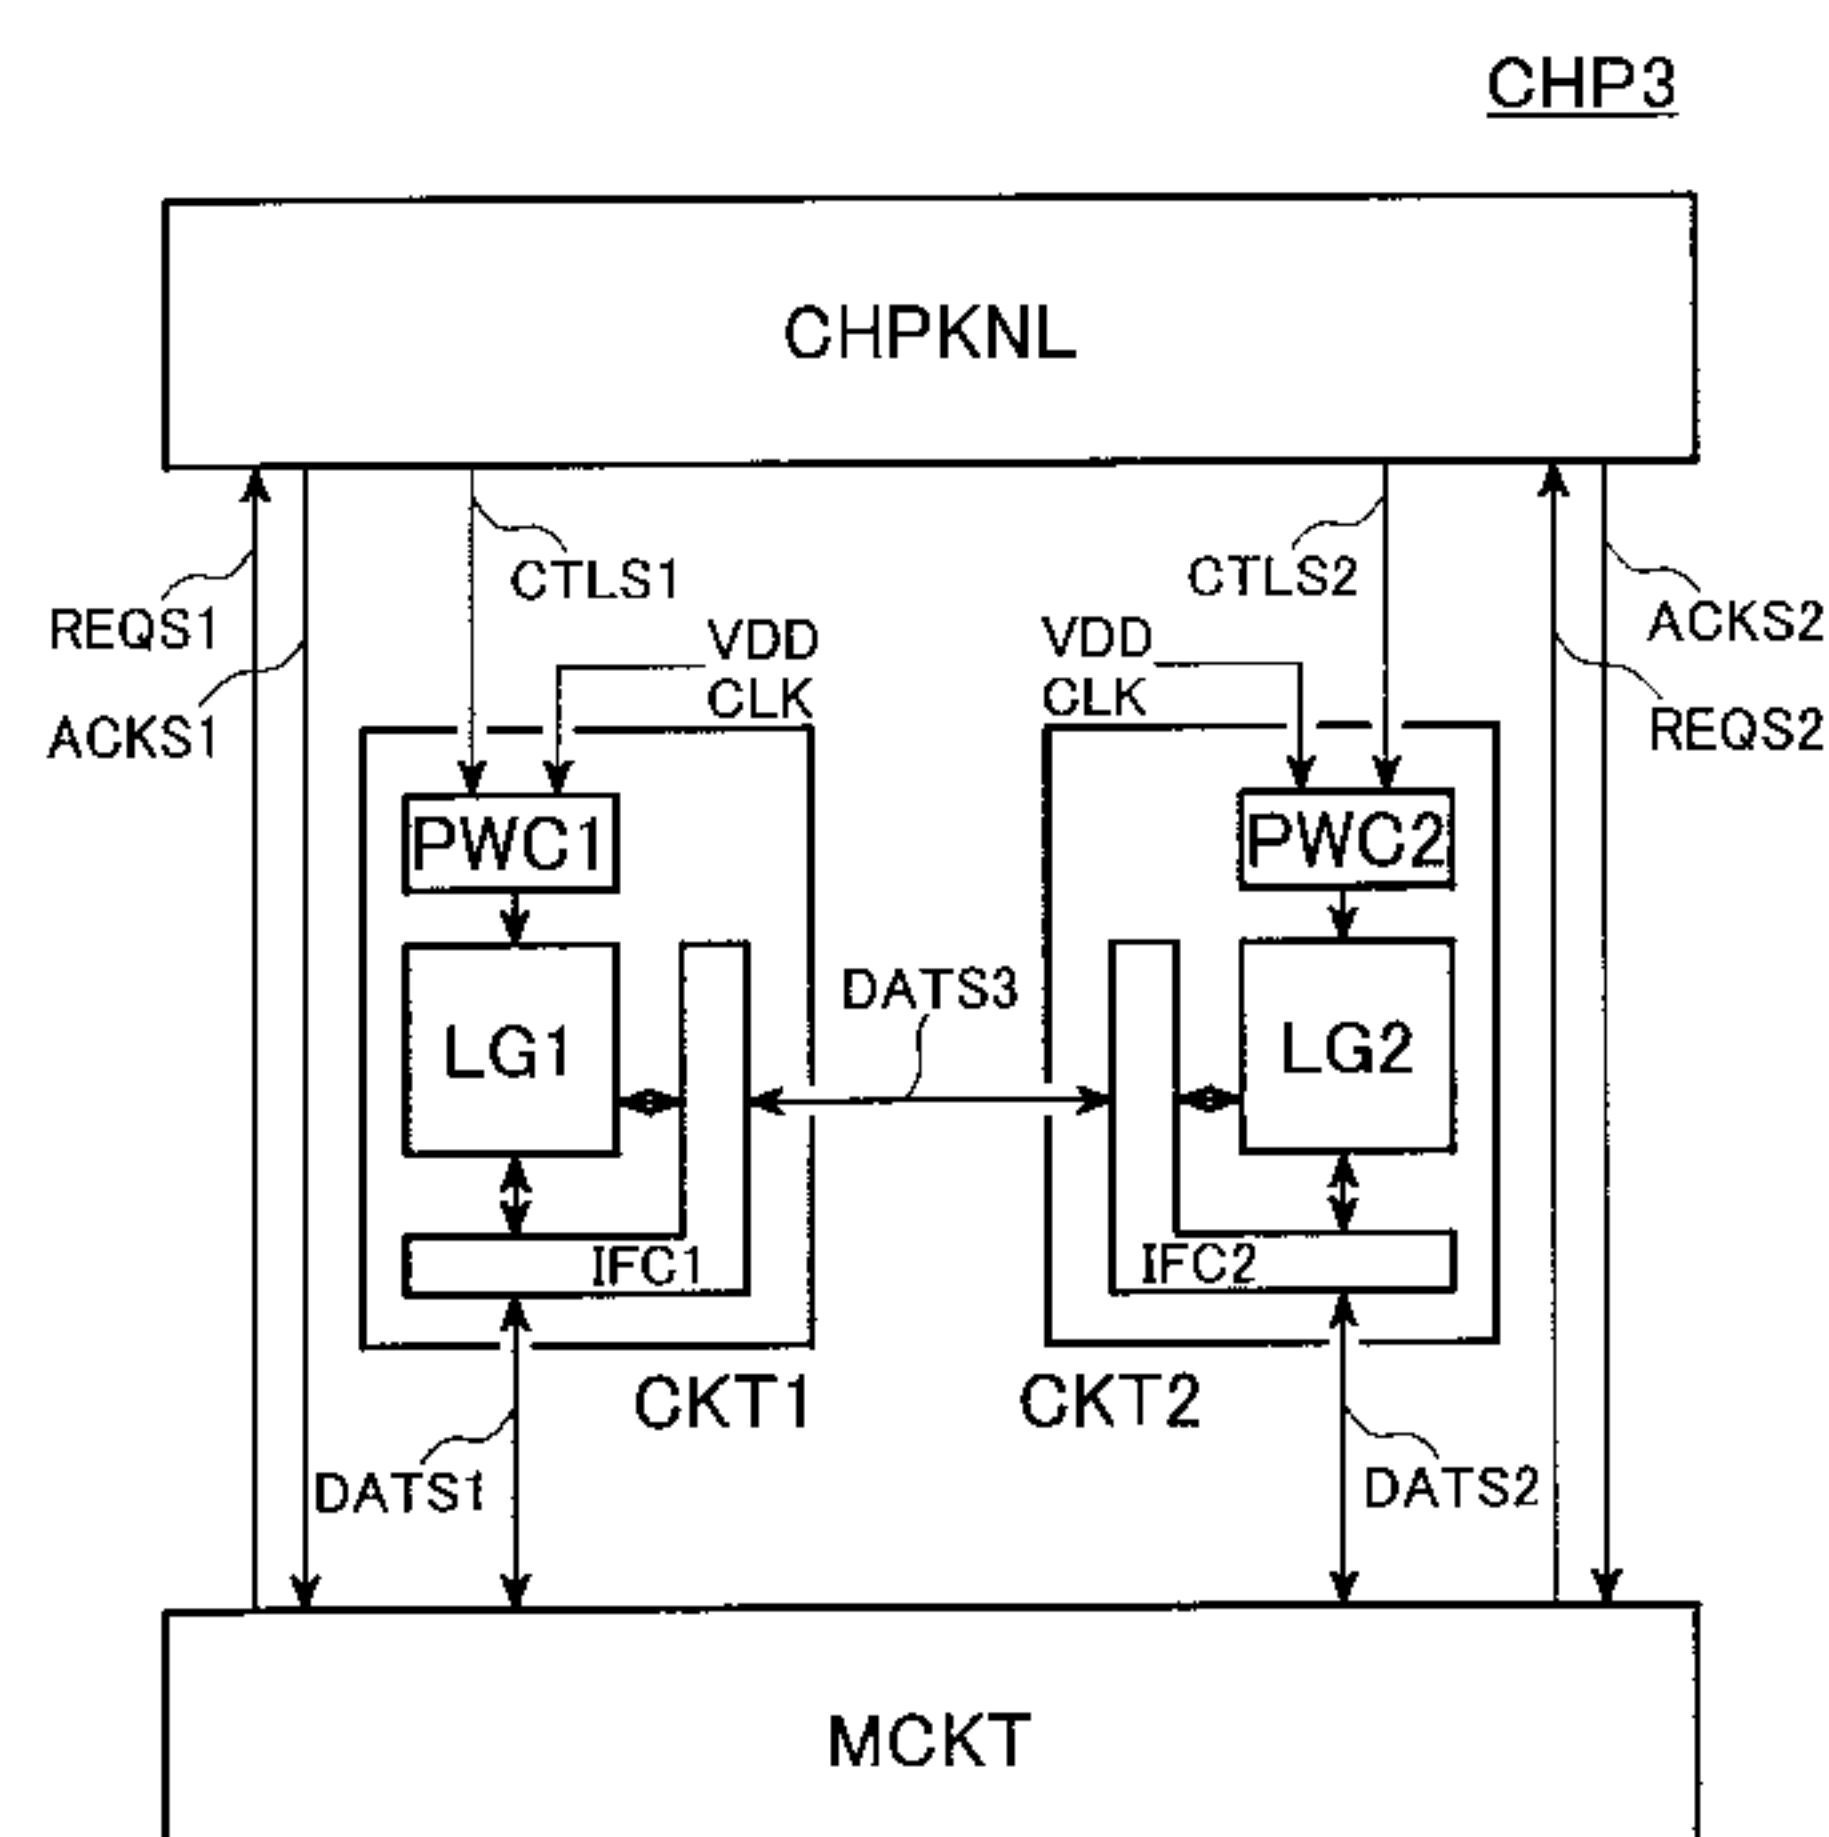 CHP3
CHPKNL
CTLS1
CTLS2
REQS1
ACKS2
VDD
VDD
CLK
CLK
ACKS1
REQS2
PWC1
PWC2
DATS3
LG1
LG2
IFC1
IFC2
CKT1
CKT2
DATS1
DATS2
MCKT